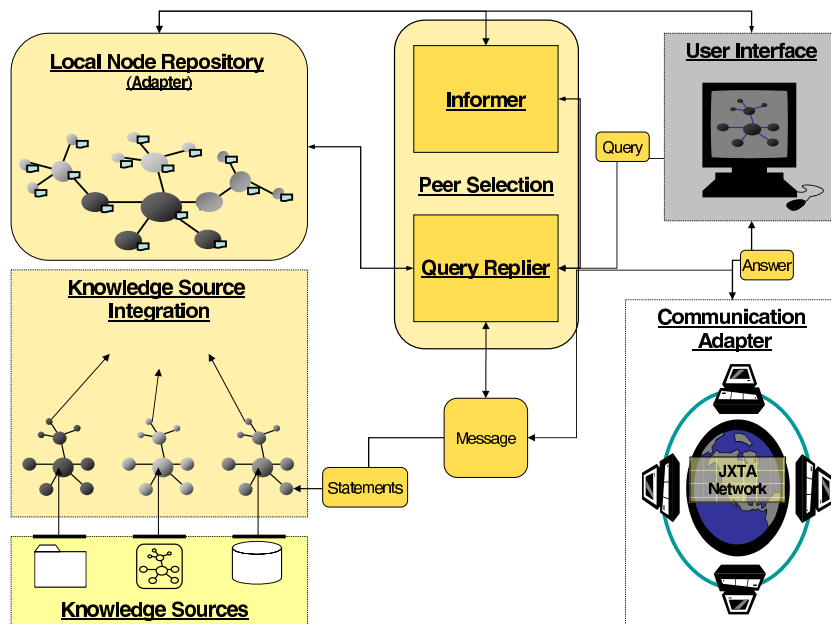 Local Node Repository
(Adapter)
Informer
Peer Selection
Query Replier
User Interface
Query
Answer
Knowledge Source
Integration
Communication
Adapter
Message
Statements
JXTA
Network
Knowledge Sources